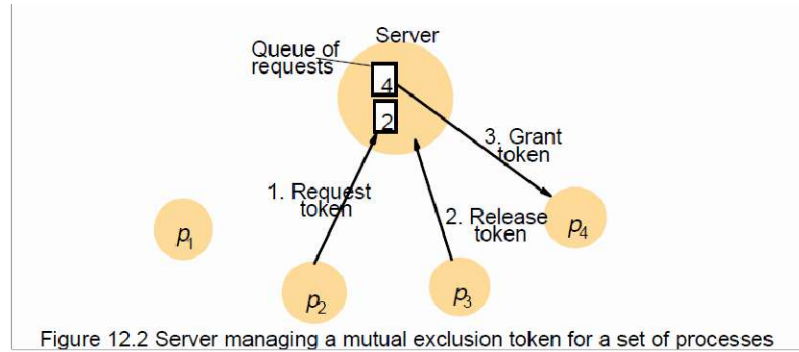 Server
Queue of
requests
4
2
3. Grant
token
1. Request
token
2. Release
token
p1
p2
p3
p4
Figure 12.2 Server managing a mutual exclusion token for a set of processes